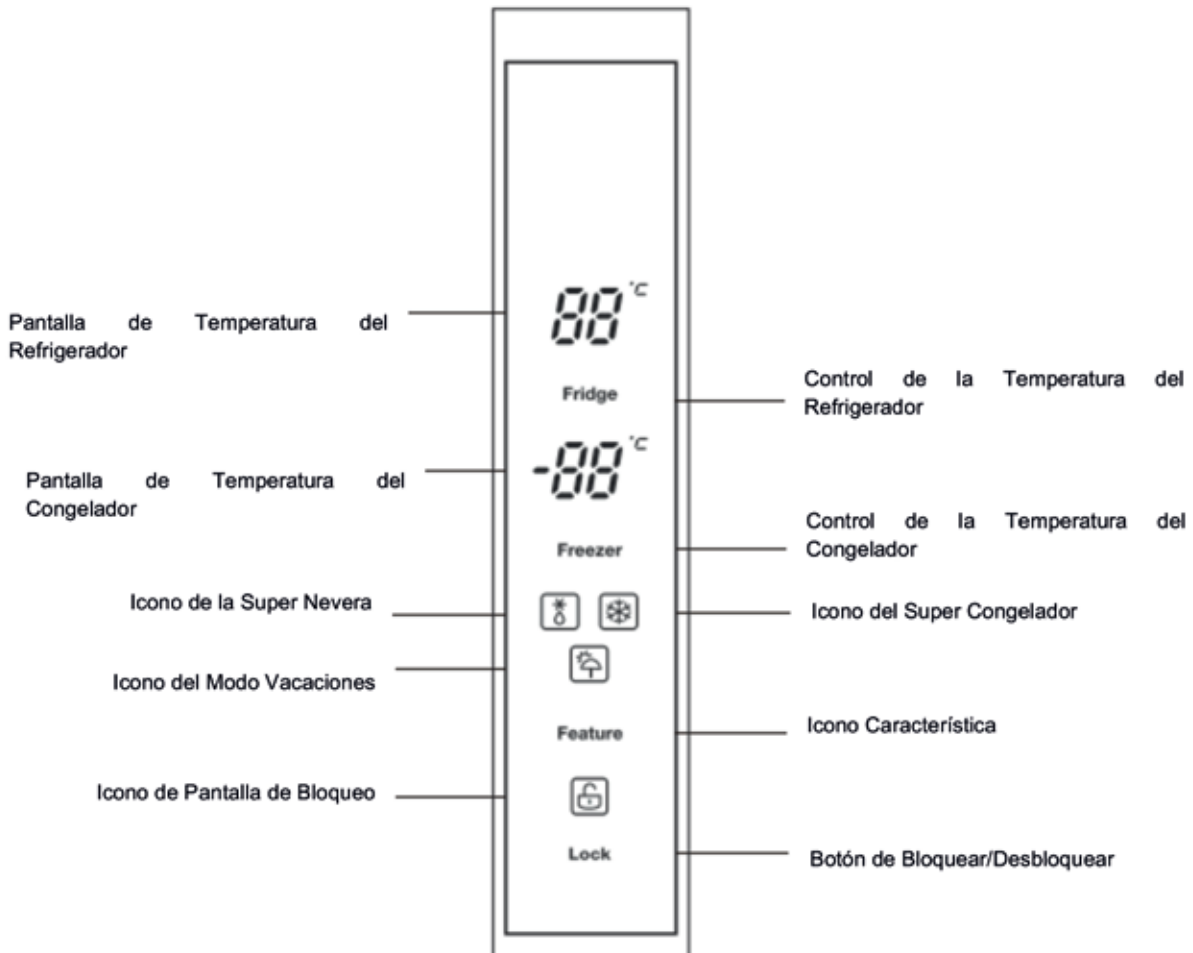 88°C
Pantalla de Temperatura del
Refrigerador
Fridge
Control de la Temperatura del
Refrigerador
-88°C
Pantalla de Temperatura del
Congelador
Freezer
Control de la Temperatura del
Congelador
Icono de la Super Nevera
Icono del Super Congelador
Icono del Modo Vacaciones
Feature
Icono Característica
Icono de Pantalla de Bloqueo
Lock
Botón de Bloquear/Desbloquear